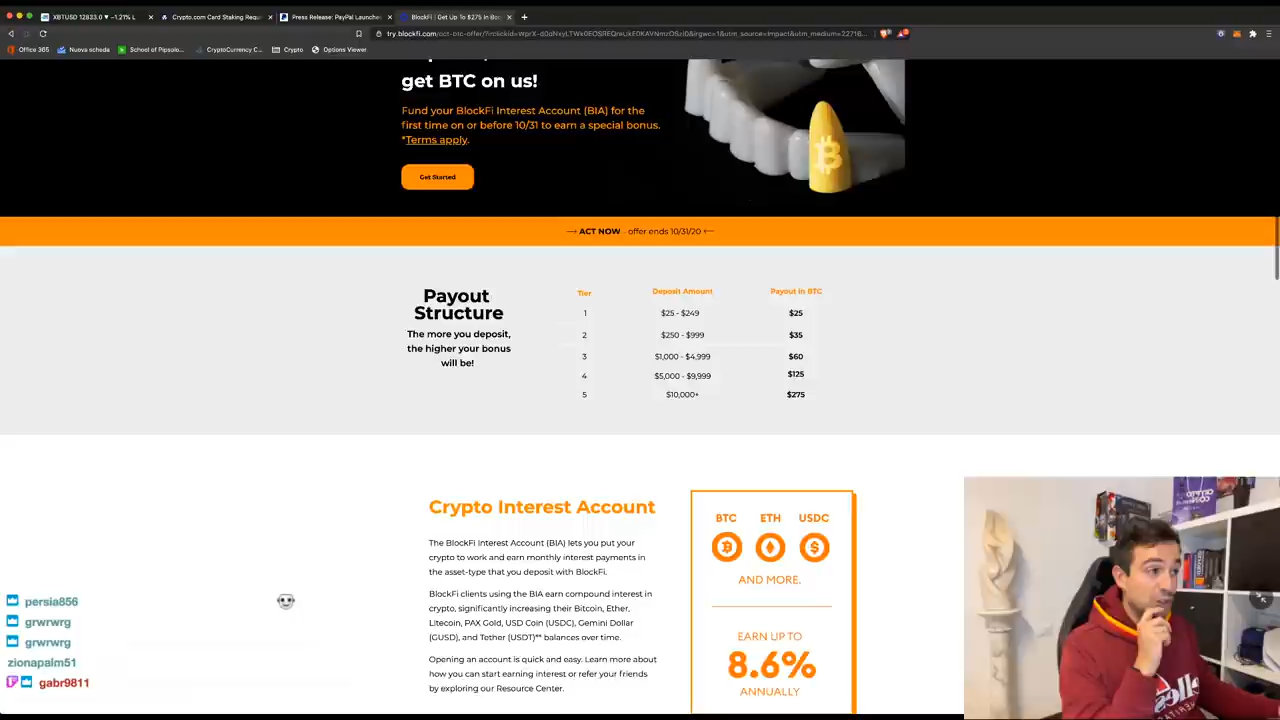 XBTUSD 12833.0 ▼ −1.21% L
Crypto.com Card Staking Requ
Press Release: PayPal Launches
BlockFi | Get Up To $275 in Bitc
Office 365
Nuova scheda
School of Pipsolo...
CryptoCurrency C...
Crypto
Options Viewer
get BTC on us!
Fund your BlockFi Interest Account (BIA) for the
first time on or before 10/31 to earn a special bonus.
*Terms apply.
Get Started
ACT NOW - offer ends 10/31/20
Payout
Structure
The more you deposit,
the higher your bonus
will be!
Tier Deposit Amount Payout in BTC
1 $25 - $249 $25
2 $250 - $999 $35
3 $1,000 - $4,999 $60
4 $5,000 - $9,999 $125
5 $10,000+ $275
Crypto Interest Account
The BlockFi Interest Account (BIA) lets you put your
crypto to work and earn monthly interest payments in
the asset-type that you deposit with BlockFi.
BlockFi clients using the BIA earn compound interest in
crypto, significantly increasing their Bitcoin, Ether,
Litecoin, PAX Gold, USD Coin (USDC), Gemini Dollar
(GUSD), and Tether (USDT)** balances over time.
Opening an account is quick and easy. Learn more about
how you can start earning interest or refer your friends
by exploring our Resource Center.
BTC ETH USDC
AND MORE.
EARN UP TO
8.6%
ANNUALLY
persia856
grwrwrg
grwrwrg
zionapalm51
gabr9811